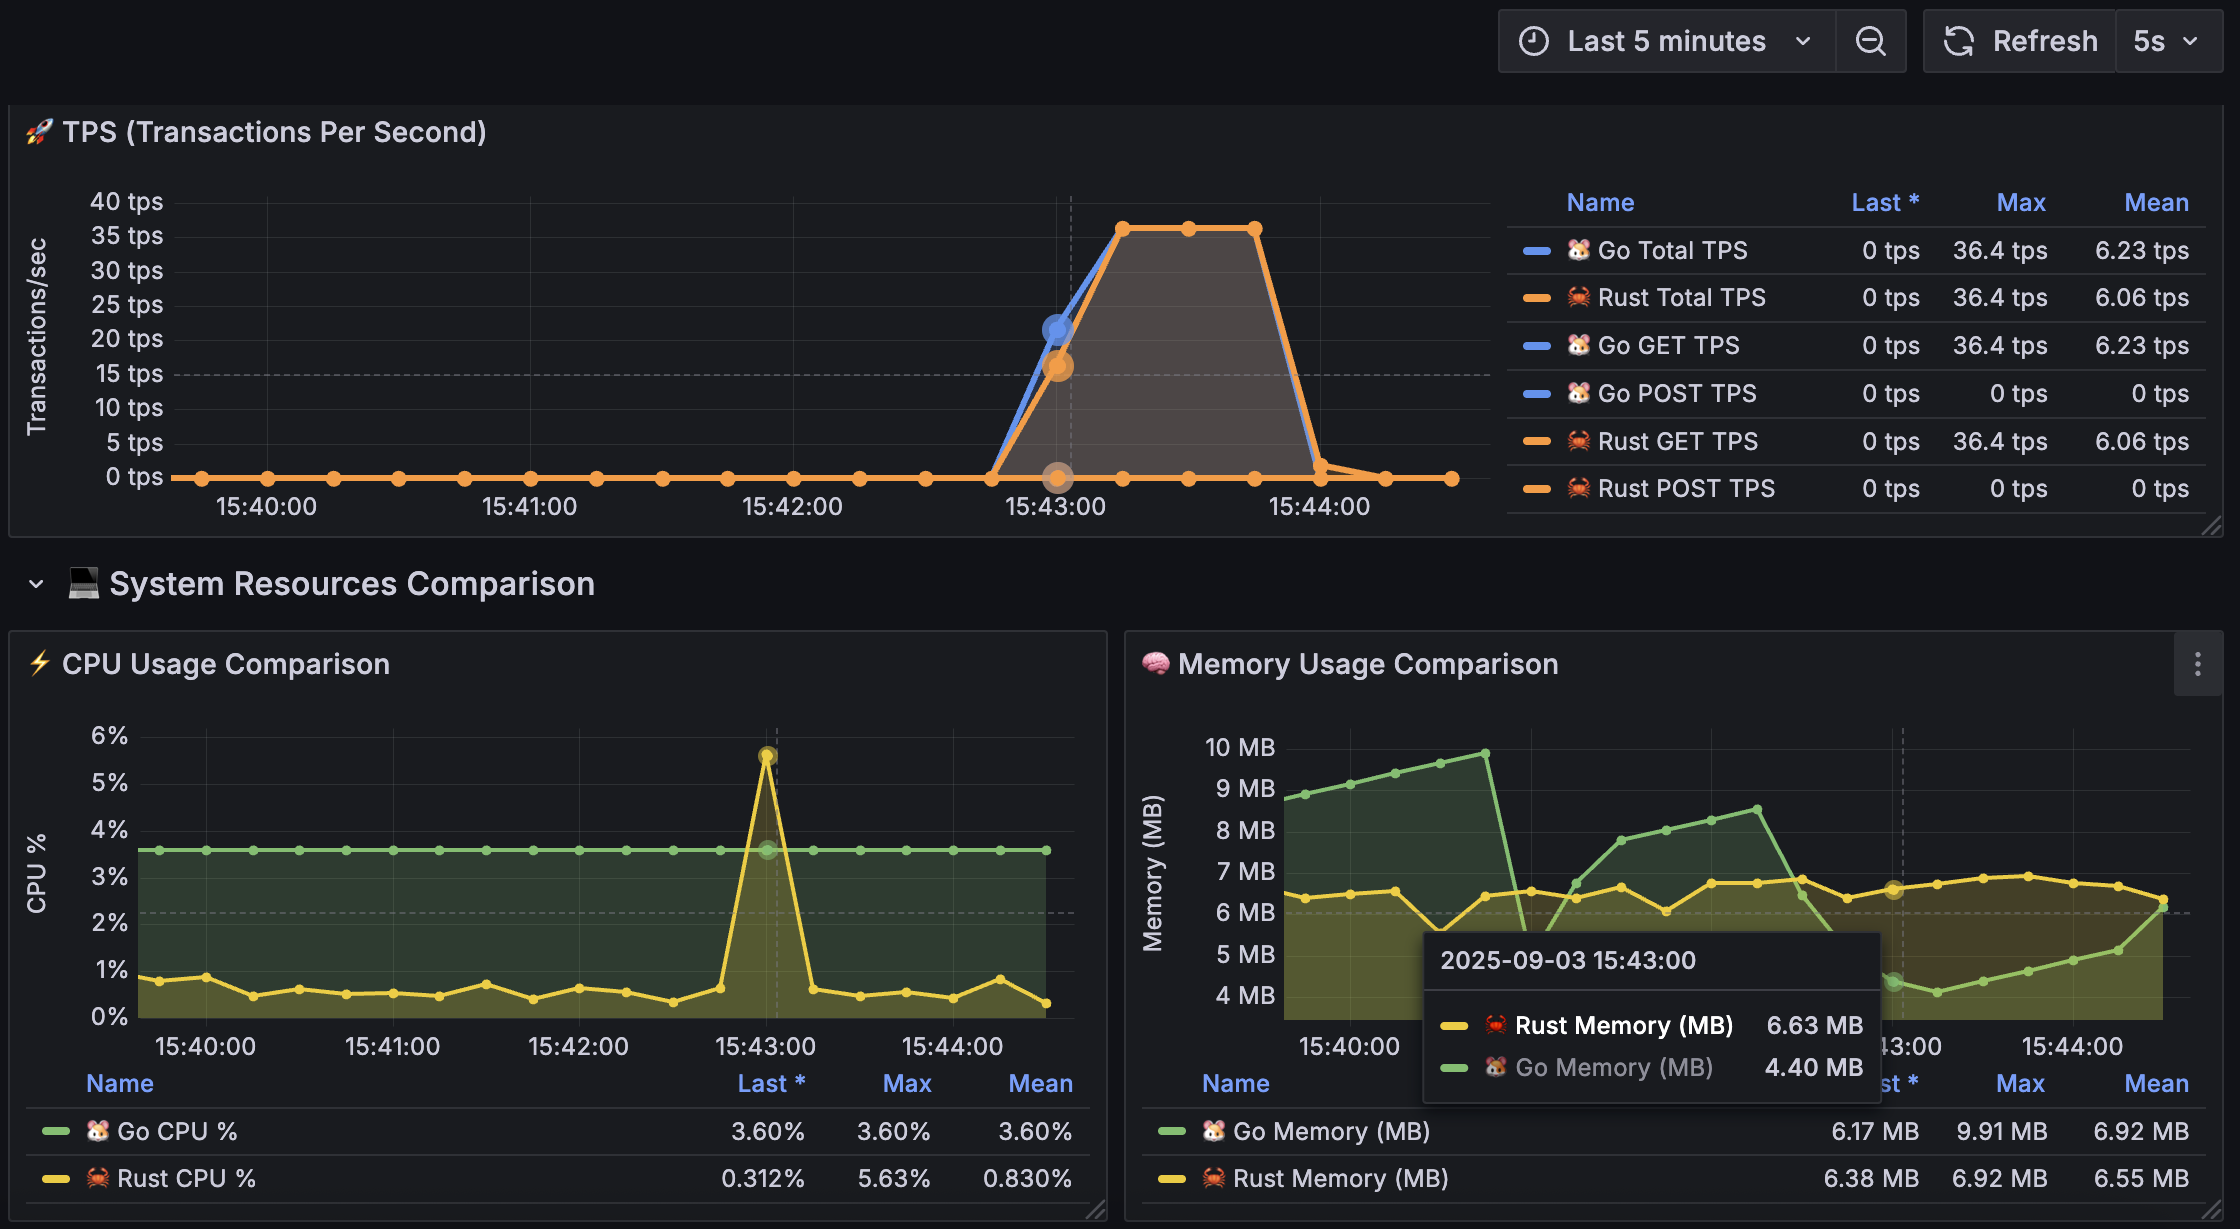 Last 5 minutes
Refresh
5s
🚀 TPS (Transactions Per Second)
Transactions/sec
40 tps
35 tps
30 tps
25 tps
20 tps
15 tps
10 tps
5 tps
0 tps
15:40:00 15:41:00 15:42:00 15:43:00 15:44:00
Name Last * Max Mean
🐹 Go Total TPS 0 tps 36.4 tps 6.23 tps
🦀 Rust Total TPS 0 tps 36.4 tps 6.06 tps
🐹 Go GET TPS 0 tps 36.4 tps 6.23 tps
🐹 Go POST TPS 0 tps 0 tps 0 tps
🦀 Rust GET TPS 0 tps 36.4 tps 6.06 tps
🦀 Rust POST TPS 0 tps 0 tps 0 tps
💻 System Resources Comparison
⚡ CPU Usage Comparison
CPU %
6%
5%
4%
3%
2%
1%
0%
15:40:00 15:41:00 15:42:00 15:43:00 15:44:00
Name Last * Max Mean
🐹 Go CPU % 3.60% 3.60% 3.60%
🦀 Rust CPU % 0.312% 5.63% 0.830%
🧠 Memory Usage Comparison
Memory (MB)
10 MB
9 MB
8 MB
7 MB
6 MB
5 MB
4 MB
15:40:00 43:00 15:44:00
2025-09-03 15:43:00
🦀 Rust Memory (MB) 6.63 MB
🐹 Go Memory (MB) 4.40 MB
Name st * Max Mean
🐹 Go Memory (MB) 6.17 MB 9.91 MB 6.92 MB
🦀 Rust Memory (MB) 6.38 MB 6.92 MB 6.55 MB